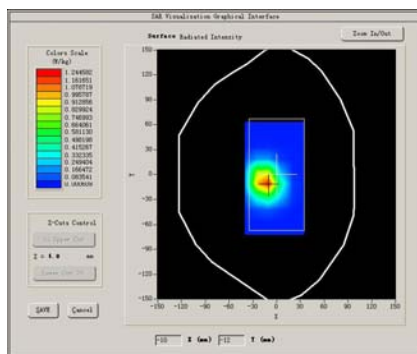 SAR Visualisation Graphical Interface
Surface Radiated Intensity
Zoom In/Out
Colors Scale
(W/kg)
1.244582
1.161651
1.078719
0.995787
0.912856
0.829924
0.746993
0.664061
0.581130
0.498198
0.415267
0.332335
0.249404
0.166472
0.083541
0.000609
150
120
90
60
30
0
-30
-60
-90
-120
-150
Y
-150 -120 -90 -60 -30 0 30 60 90 120 150
X
Z-Cuts Control
Z = 4.0 mm
SAVE Cancel
-10 X (mm) -12 Y (mm)